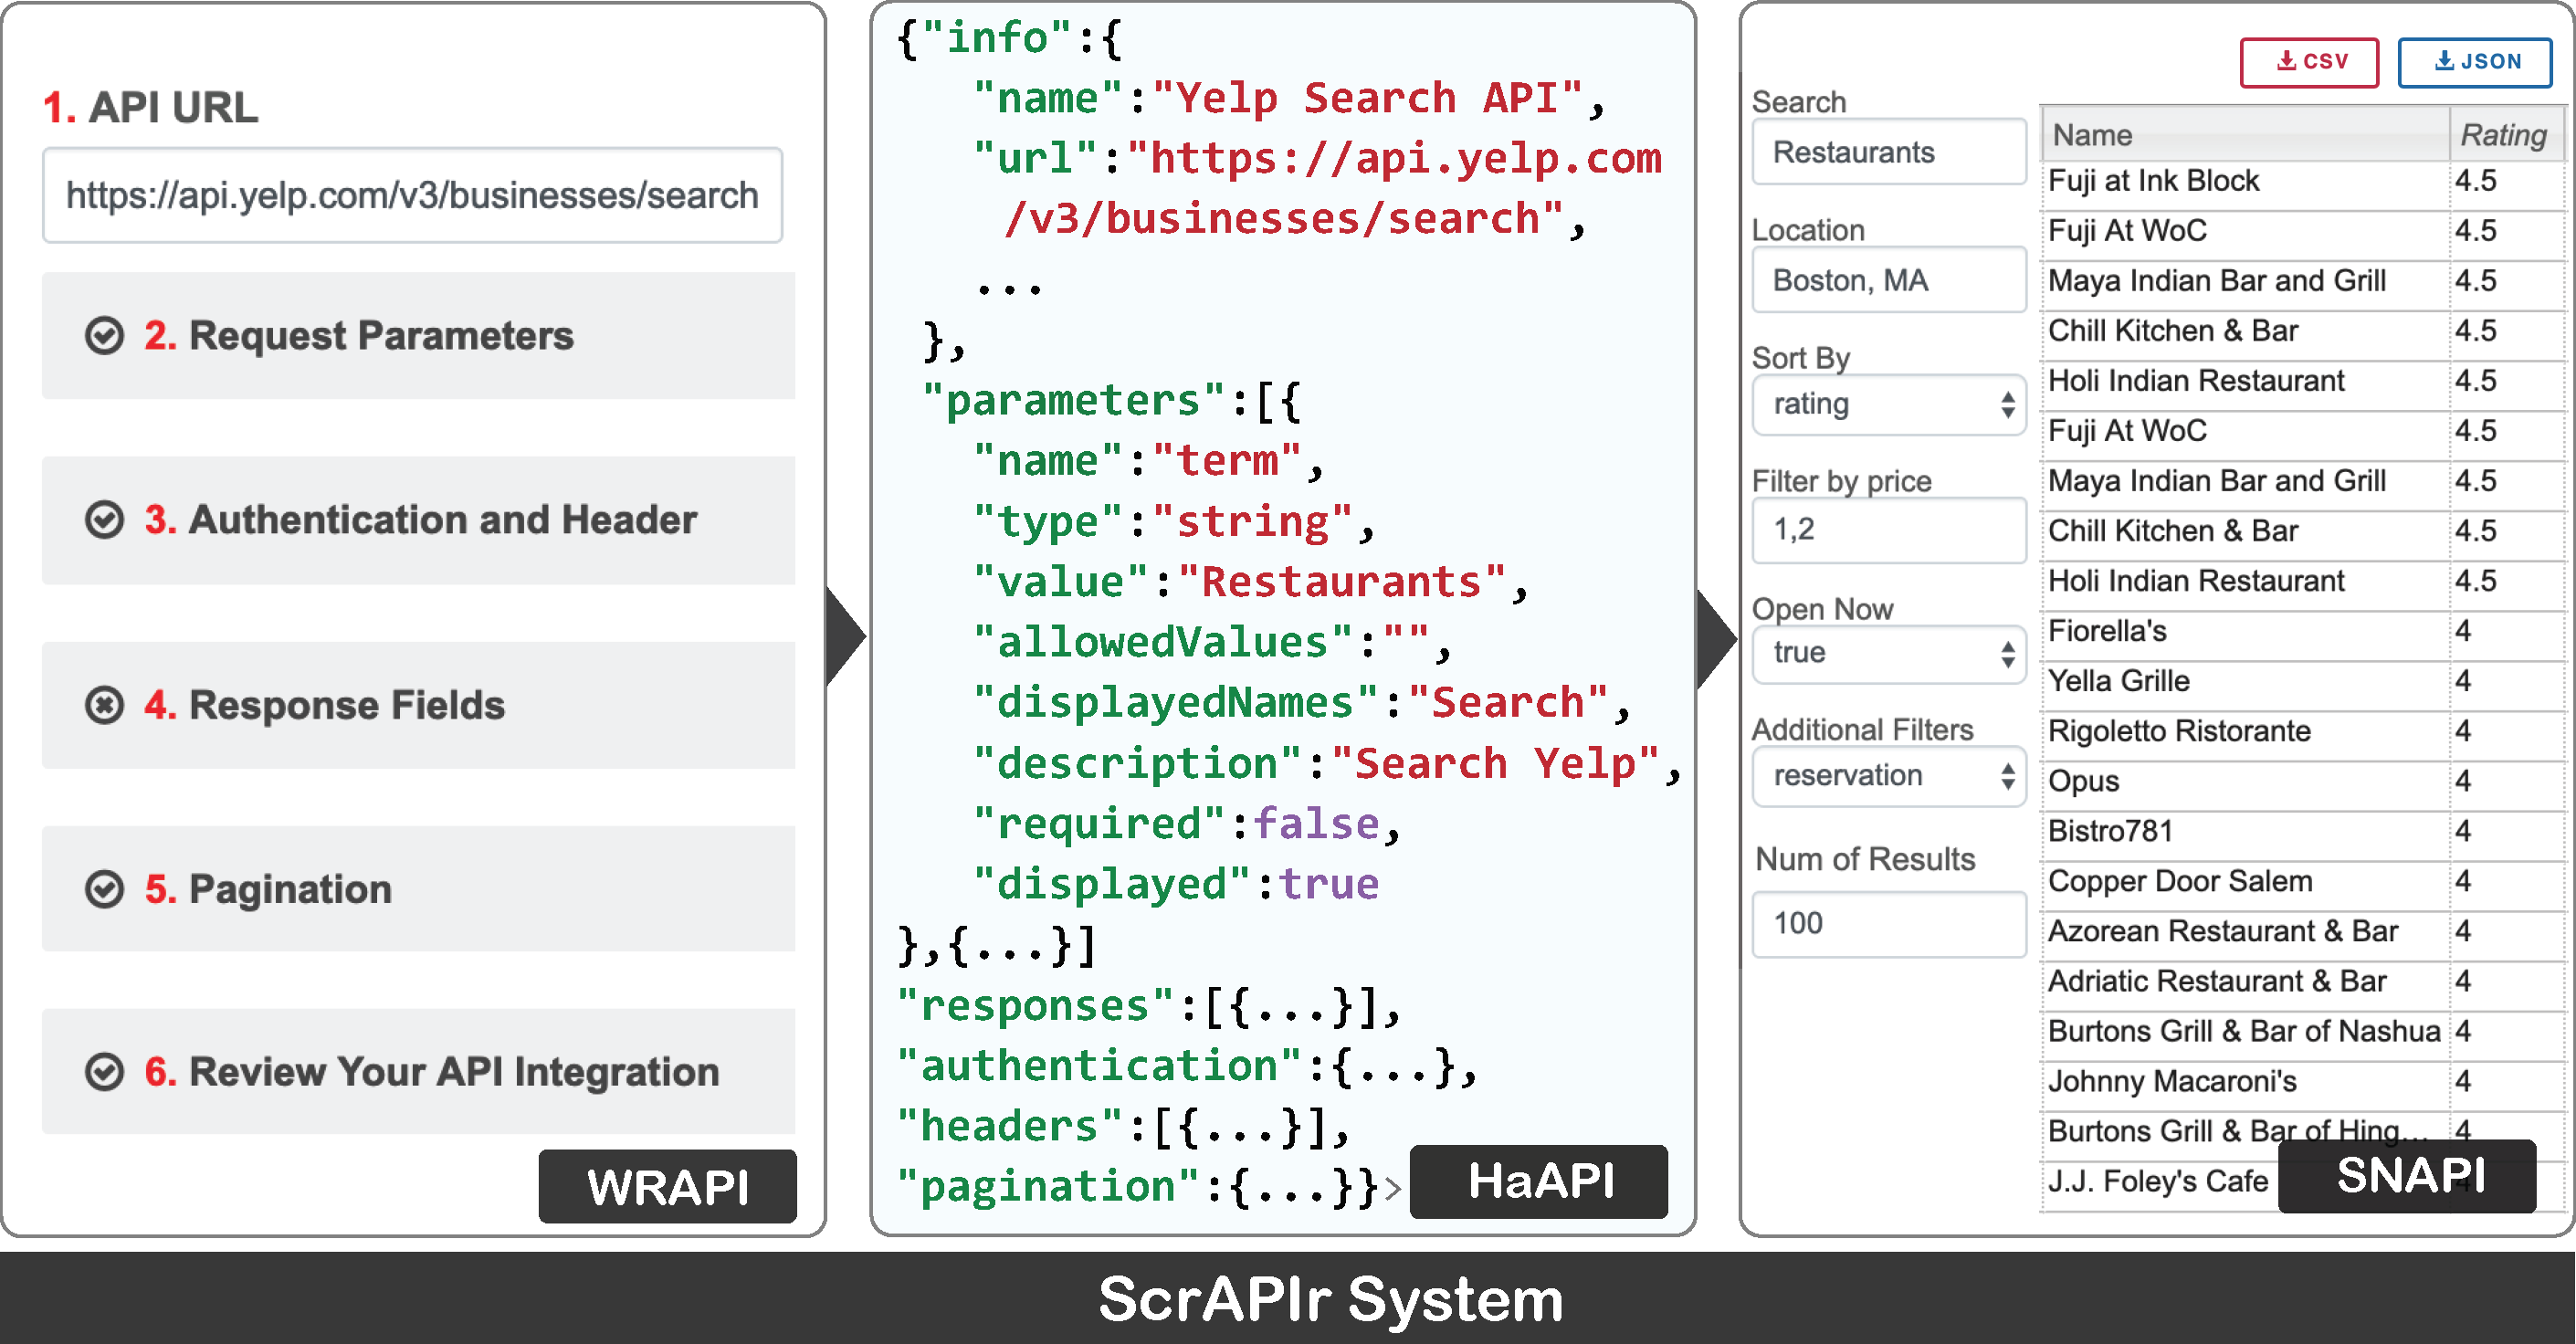 1. API URL
https://api.yelp.com/v3/businesses/search
2. Request Parameters
3. Authentication and Header
4. Response Fields
5. Pagination
6. Review Your API Integration
WRAPI
{"info":{
"name":"Yelp Search API",
"url":"https://api.yelp.com
/v3/businesses/search",
...
},
"parameters":[{
"name":"term",
"type":"string",
"value":"Restaurants",
"allowedValues":"",
"displayedNames":"Search",
"description":"Search Yelp",
"required":false,
"displayed":true
},{...}]
"responses":[{...}],
"authentication":{...},
"headers":[{...}],
"pagination":{...}}>
HaAPI
CSV
JSON
Search
Restaurants
Location
Boston, MA
Sort By
rating
Filter by price
1,2
Open Now
true
Additional Filters
reservation
Num of Results
100
Name Rating
Fuji at Ink Block 4.5
Fuji At WoC 4.5
Maya Indian Bar and Grill 4.5
Chill Kitchen & Bar 4.5
Holi Indian Restaurant 4.5
Fuji At WoC 4.5
Maya Indian Bar and Grill 4.5
Chill Kitchen & Bar 4.5
Holi Indian Restaurant 4.5
Fiorella's 4
Yella Grille 4
Rigoletto Ristorante 4
Opus 4
Bistro781 4
Copper Door Salem 4
Azorean Restaurant & Bar 4
Adriatic Restaurant & Bar 4
Burtons Grill & Bar of Nashua 4
Johnny Macaroni's 4
Burtons Grill & Bar of Hing... 4
J.J. Foley's Cafe 4
SNAPI
ScrAPIr System